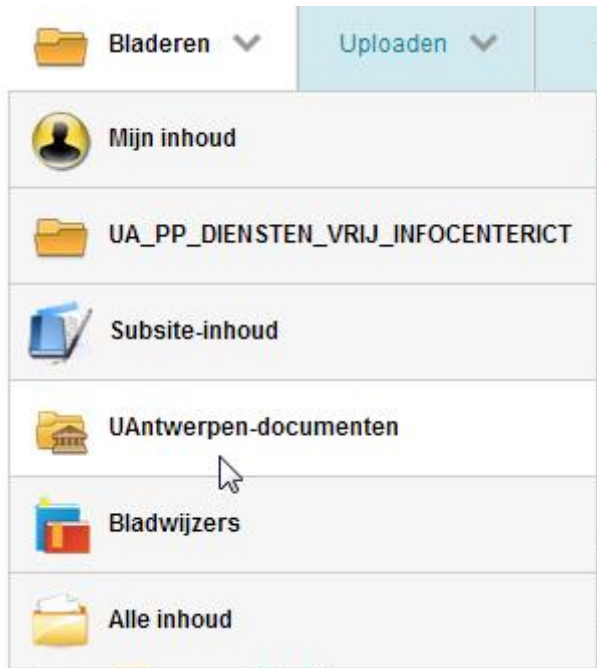 Bladeren
Uploaden
Mijn inhoud
UA_PP_DIENSTEN_VRIJ_INFOCENTERICT
Subsite-inhoud
UAntwerpen-documenten
Bladwijzers
Alle inhoud